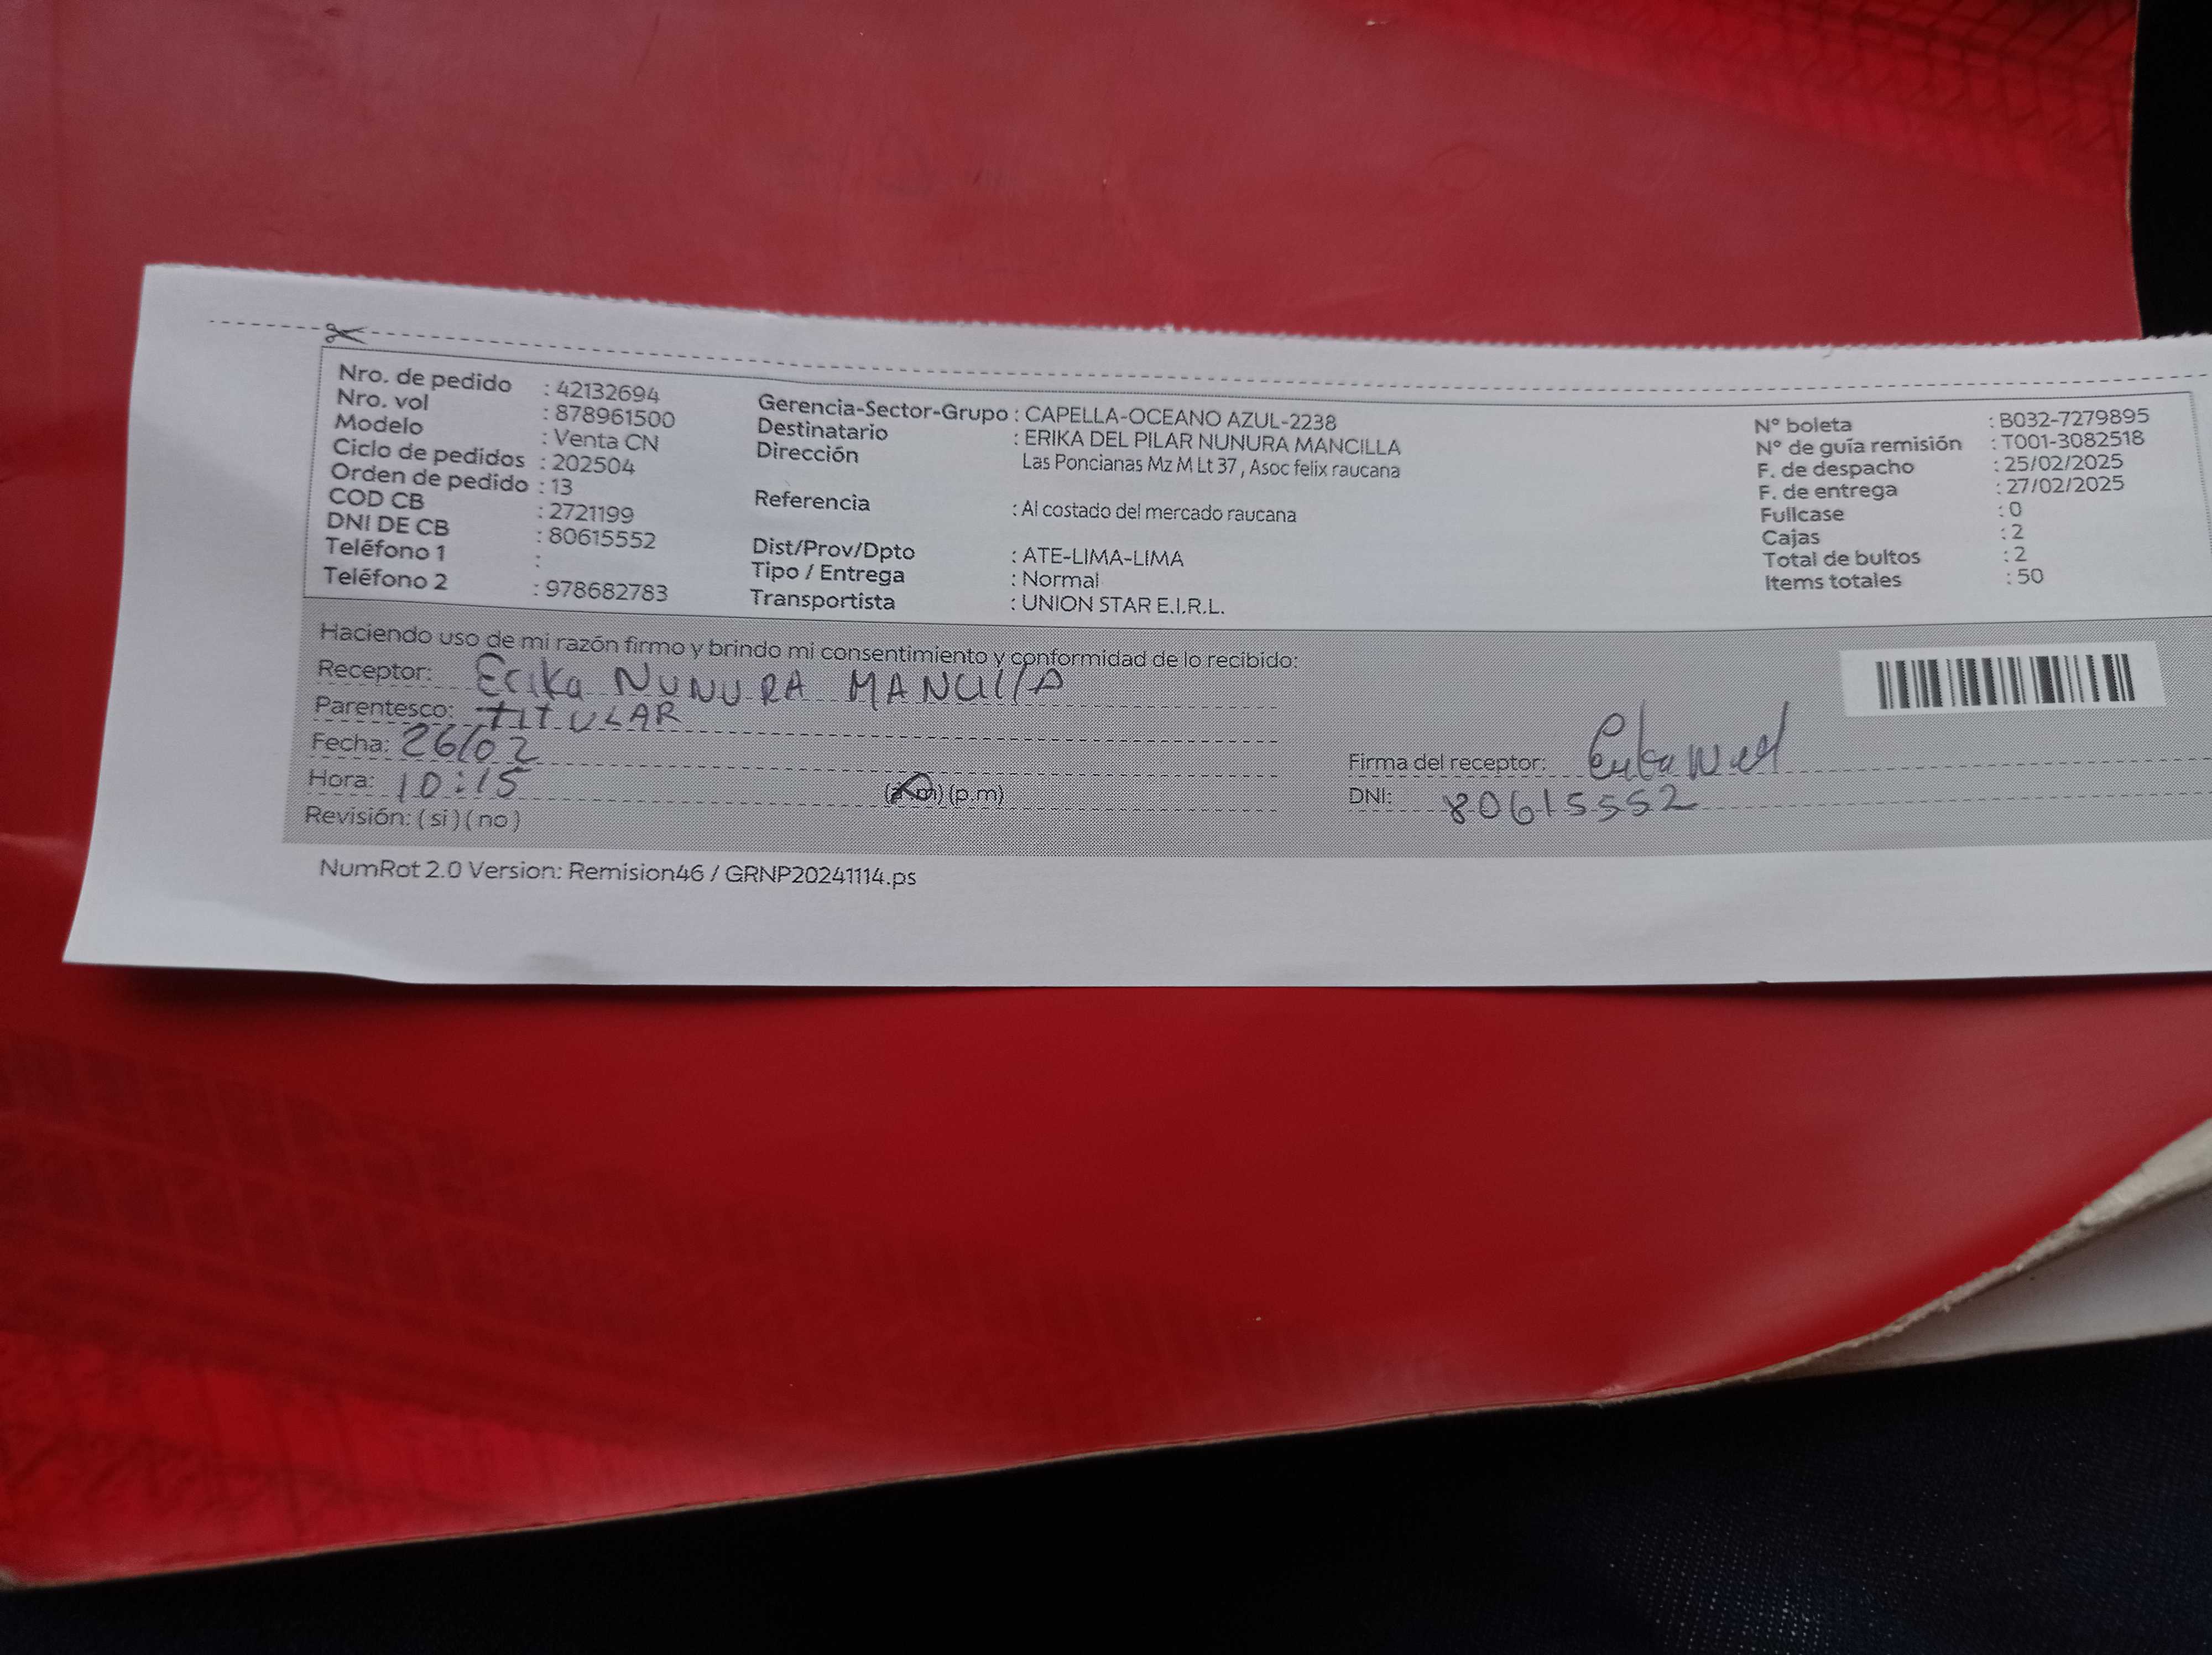 Nro. de pedido : 42132694
Nro. vol : 878961500
Modelo : Venta CN
Ciclo de pedidos : 202504
Orden de pedido : 13
COD CB : 2721199
DNI DE CB : 80615552
Teléfono 1 :
Teléfono 2 : 978682783
Gerencia-Sector-Grupo : CAPELLA-OCEANO AZUL-2238
Destinatario : ERIKA DEL PILAR NUNURA MANCILLA
Dirección Las Poncianas Mz M Lt 37 , Asoc felix raucana
Referencia : Al costado del mercado raucana
Dist/Prov/Dpto : ATE-LIMA-LIMA
Tipo / Entrega : Normal
Transportista : UNION STAR E.I.R.L.
N° boleta : B032-7279895
N° de guía remisión : T001-3082518
F. de despacho : 25/02/2025
F. de entrega : 27/02/2025
Fullcase : 0
Cajas : 2
Total de bultos : 2
Items totales : 50
Haciendo uso de mi razón firmo y brindo mi consentimiento y conformidad de lo recibido:
Receptor: Erika NUNURA MANCILLA
Parentesco: TITULAR
Fecha: 26/02
Hora: 10:15 (a.m) (p.m)
Revisión: ( si ) ( no )
Firma del receptor:
DNI: 80615552
NumRot 2.0 Version: Remision46 / GRNP20241114.ps